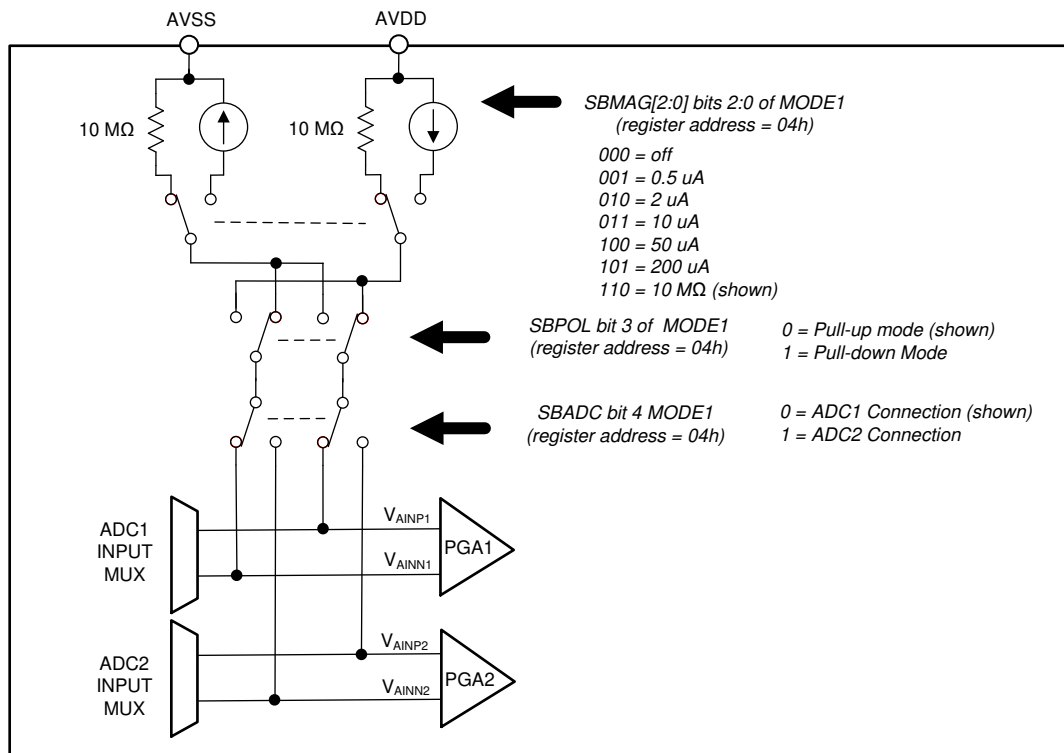 AVSS
AVDD
10 MΩ
10 MΩ
SBMAG[2:0] bits 2:0 of MODE1
(register address = 04h)
000 = off
001 = 0.5 uA
010 = 2 uA
011 = 10 uA
100 = 50 uA
101 = 200 uA
110 = 10 MΩ (shown)
SBPOL bit 3 of MODE1
(register address = 04h)
0 = Pull-up mode (shown)
1 = Pull-down Mode
SBADC bit 4 MODE1
(register address = 04h)
0 = ADC1 Connection (shown)
1 = ADC2 Connection
ADC1
INPUT
MUX
VAINP1
VAINN1
PGA1
ADC2
INPUT
MUX
VAINP2
VAINN2
PGA2